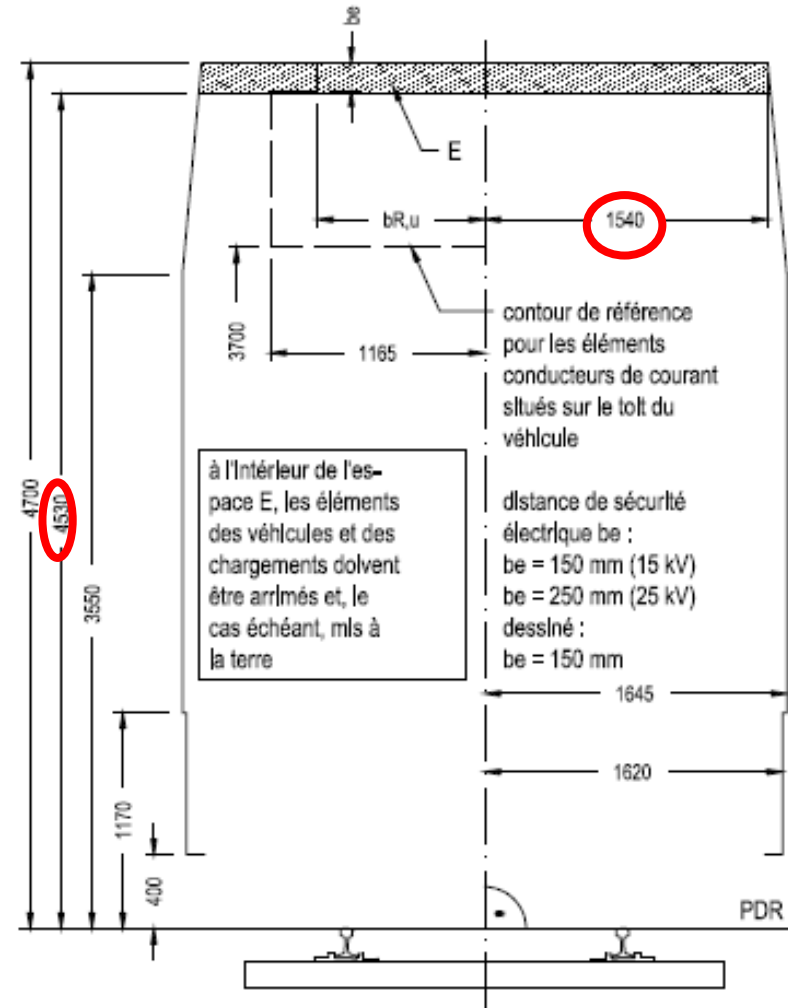 be
E
bR,u
1540
3700
1165
contour de référence
pour les éléments
conducteurs de courant
situés sur le toit du
véhicule
4700
4530
3550
à l'intérieur de l'es-
pace E, les éléments
des véhicules et des
chargements doivent
être arrimés et, le
cas échéant, mis à
la terre
distance de sécurité
électrique be :
be = 150 mm (15 kV)
be = 250 mm (25 kV)
dessiné :
be = 150 mm
1645
1620
1170
400
PDR